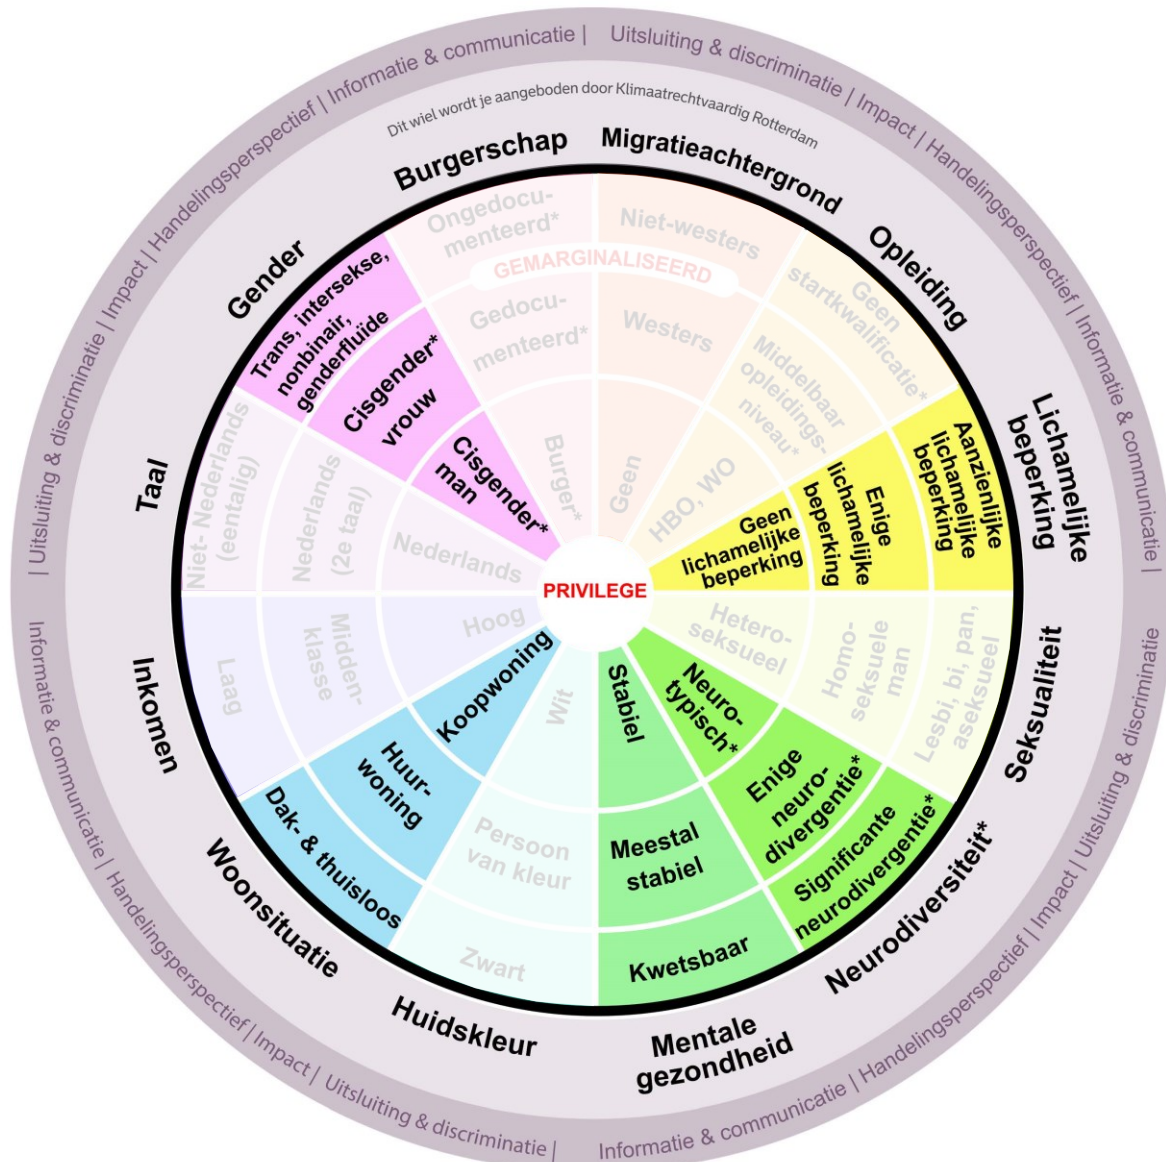 Uitsluiting & discriminatie | Impact | Handelingsperspectief | Informatie & communicatie |
Uitsluiting & discriminatie | Impact | Handelingsperspectief | Informatie & communicatie |
Informatie & communicatie | Handelingsperspectief | Impact | Uitsluiting & discriminatie
Informatie & communicatie | Handelingsperspectief | Impact | Uitsluiting & discriminatie |
Dit wiel wordt je aangeboden door Klimaatrechtvaardig Rotterdam
Burgerschap
Ongedocu-
menteerd*
Gedocu-
menteerd*
Burger*
Migratieachtergrond
Niet-westers
Westers
Geen
GEMARGINALISEERD
Opleiding
Geen
startkwalificatie*
Middelbaar
opleidings-
niveau*
HBO, WO
Lichamelijke
beperking
Aanzienlijke
lichamelijke
beperking
Enige
lichamelijke
beperking
Geen
lichamelijke
beperking
Seksualiteit
Lesbi, bi, pan,
aseksueel
Homo-
seksuele
man
Hetero-
seksueel
Neurodiversiteit*
Significante
neurodivergentie*
Enige
neuro-
divergentie*
Neuro-
typisch*
Mentale
gezondheid
Kwetsbaar
Meestal
stabiel
Stabiel
Huidskleur
Zwart
Persoon
van kleur
Wit
Woonsituatie
Dak- & thuisloos
Huur-
woning
Koopwoning
Inkomen
Laag
Midden-
klasse
Hoog
Taal
Niet- Nederlands
(eentalig)
Nederlands
(2e taal)
Nederlands
Gender
Trans, intersekse,
nonbinair,
genderfluïde
Cisgender*
vrouw
Cisgender*
man
PRIVILEGE